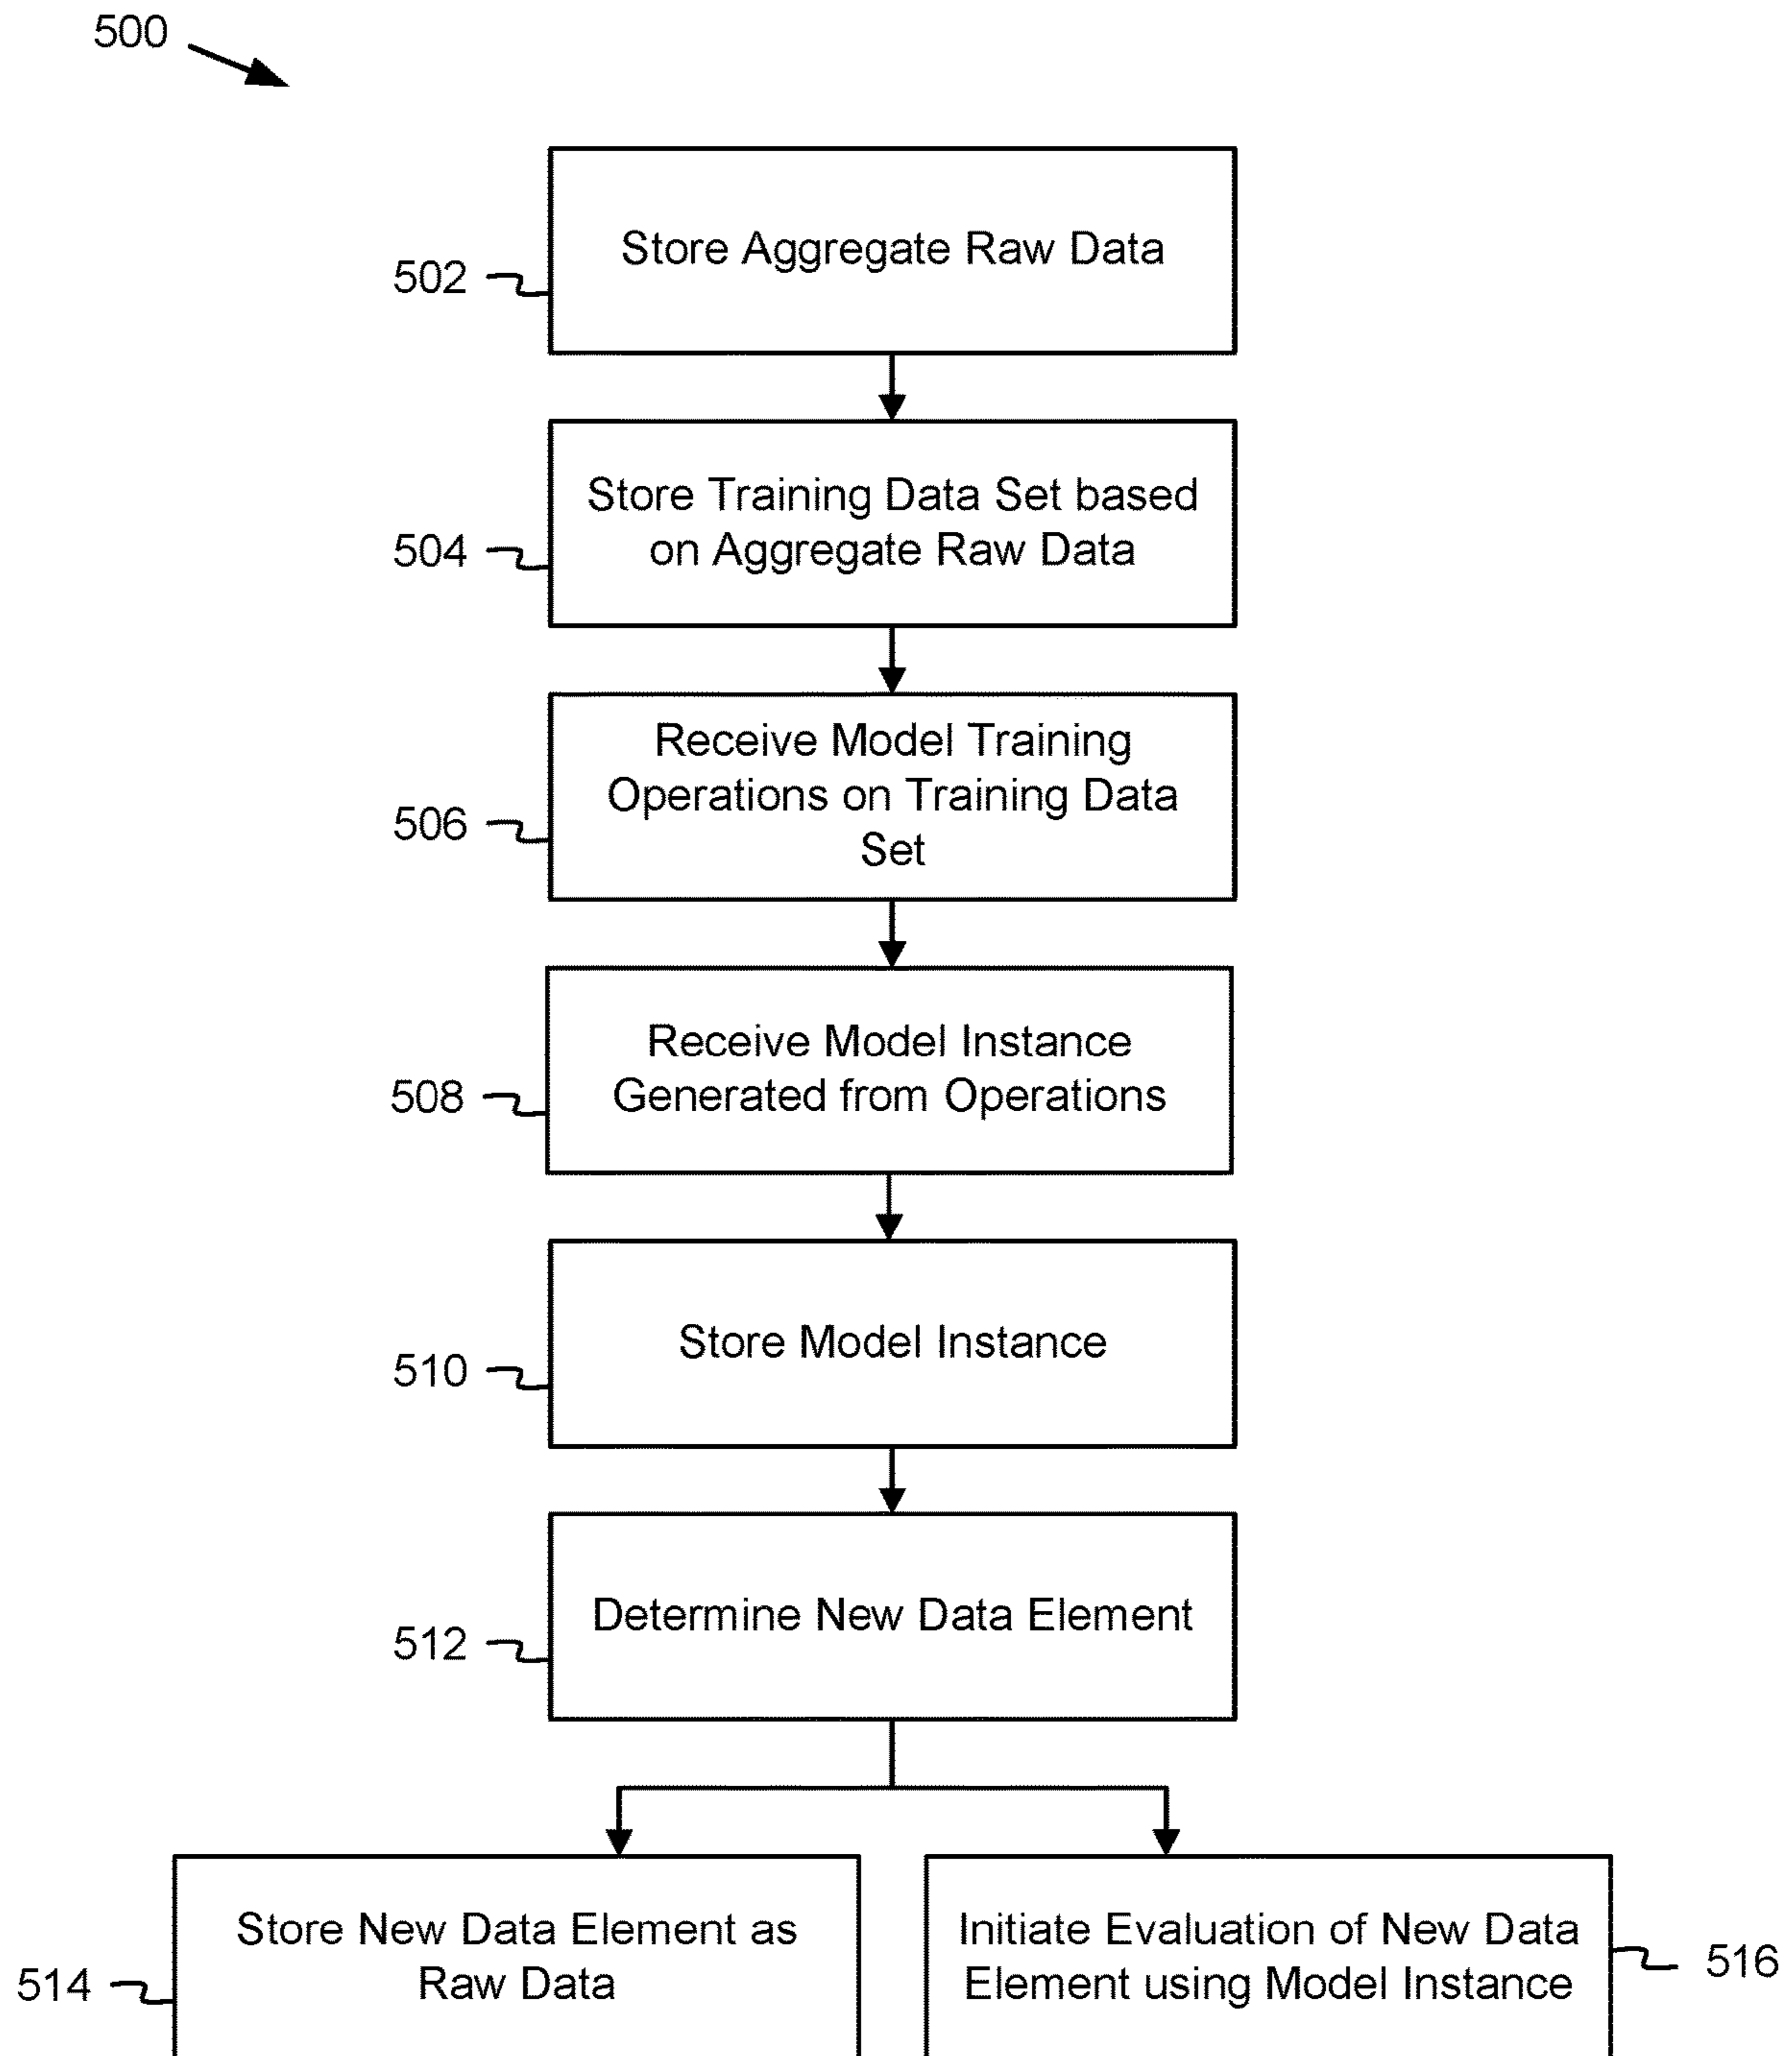 500
Store Aggregate Raw Data
502
Store Training Data Set based
on Aggregate Raw Data
504
Receive Model Training
Operations on Training Data
Set
506
Receive Model Instance
Generated from Operations
508
Store Model Instance
510
Determine New Data Element
512
Store New Data Element as
Raw Data
514
Initiate Evaluation of New Data
Element using Model Instance
516